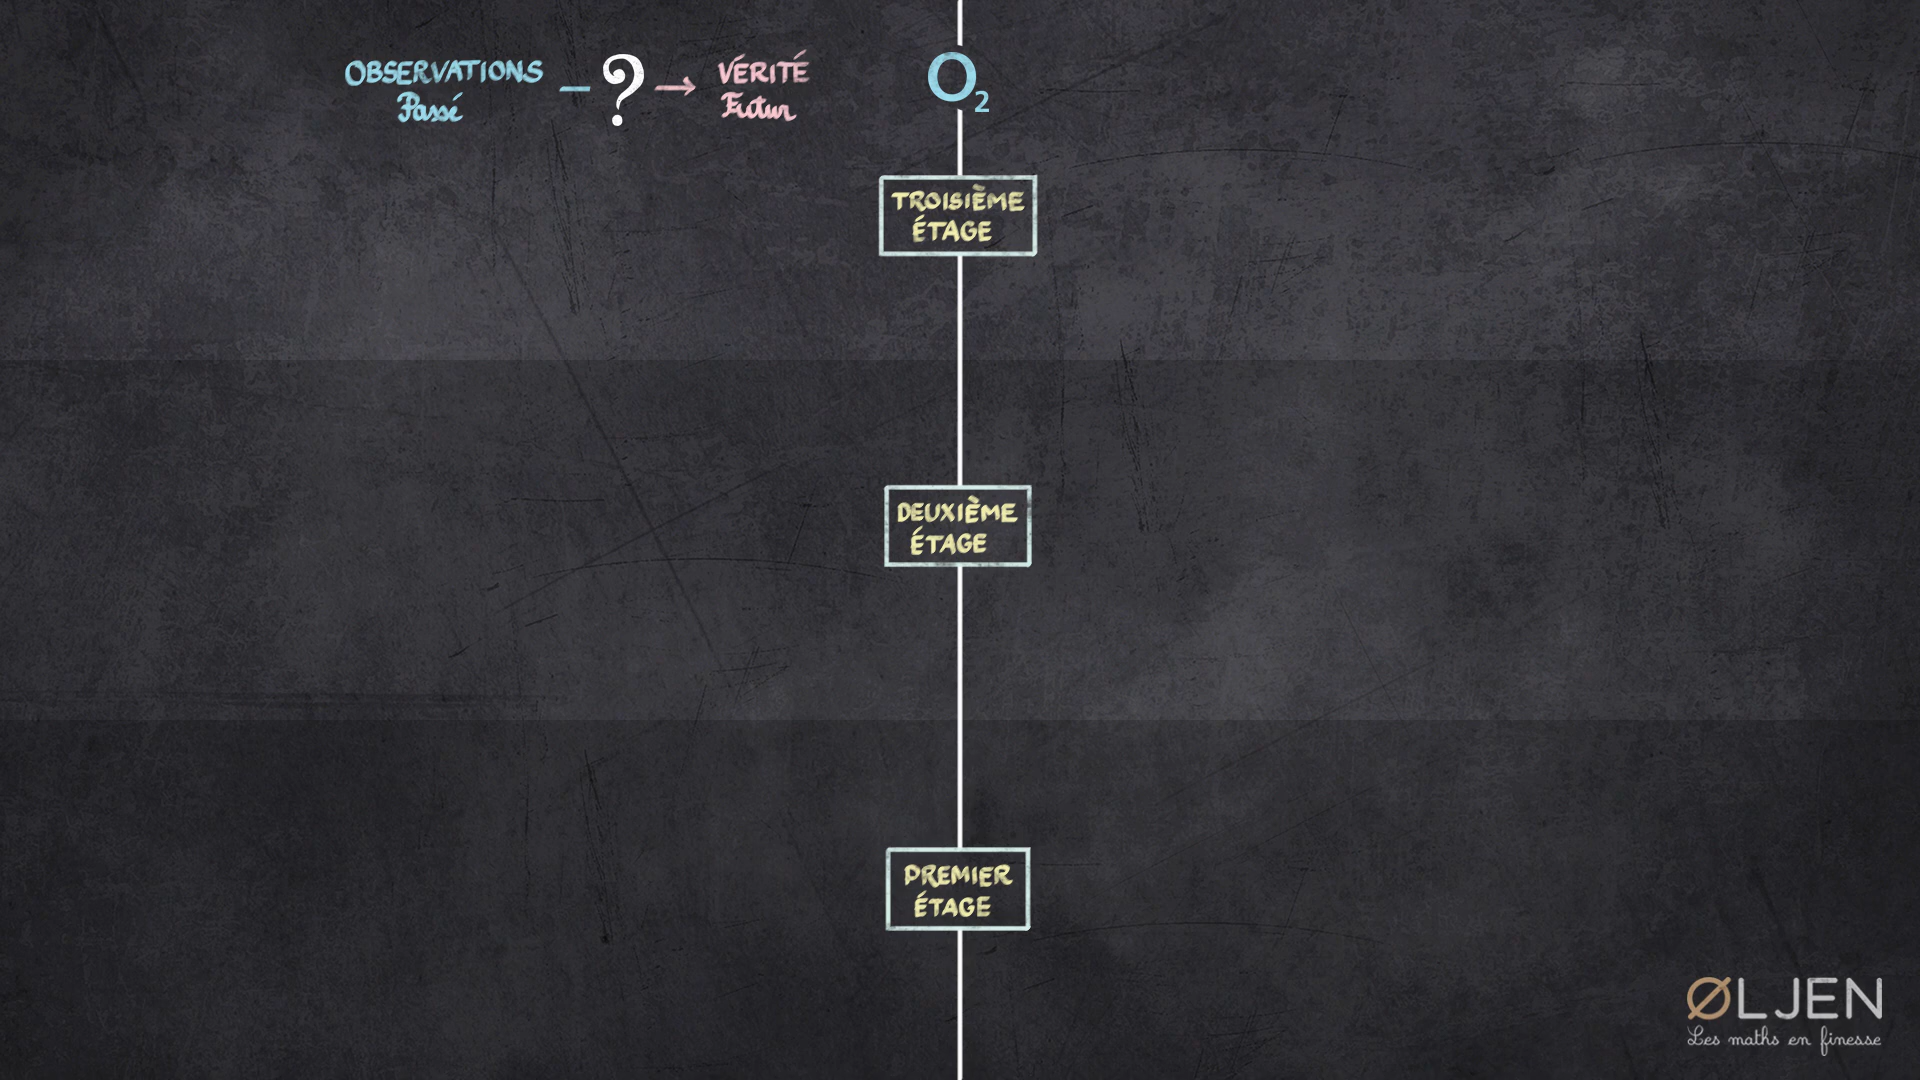 OBSERVATIONS
Passé
?
VÉRITÉ
Futur
O2
TROISIÈME
ÉTAGE
DEUXIÈME
ÉTAGE
PREMIER
ÉTAGE
ØLJEN
Les maths en finesse